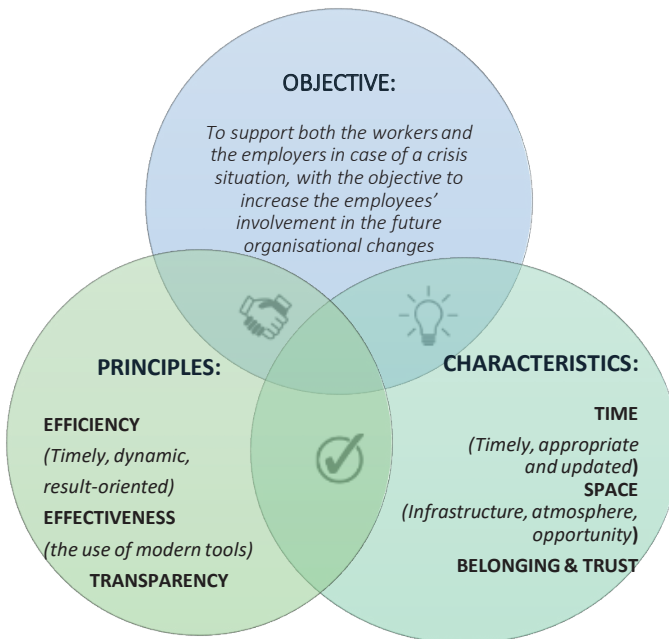 OBJECTIVE:
To support both the workers and
the employers in case of a crisis
situation, with the objective to
increase the employees'
involvement in the future
organisational changes
PRINCIPLES:
EFFICIENCY
(Timely, dynamic,
result-oriented)
EFFECTIVENESS
(the use of modern tools)
TRANSPARENCY
CHARACTERISTICS:
TIME
(Timely, appropriate
and updated)
SPACE
(Infrastructure, atmosphere,
opportunity)
BELONGING & TRUST